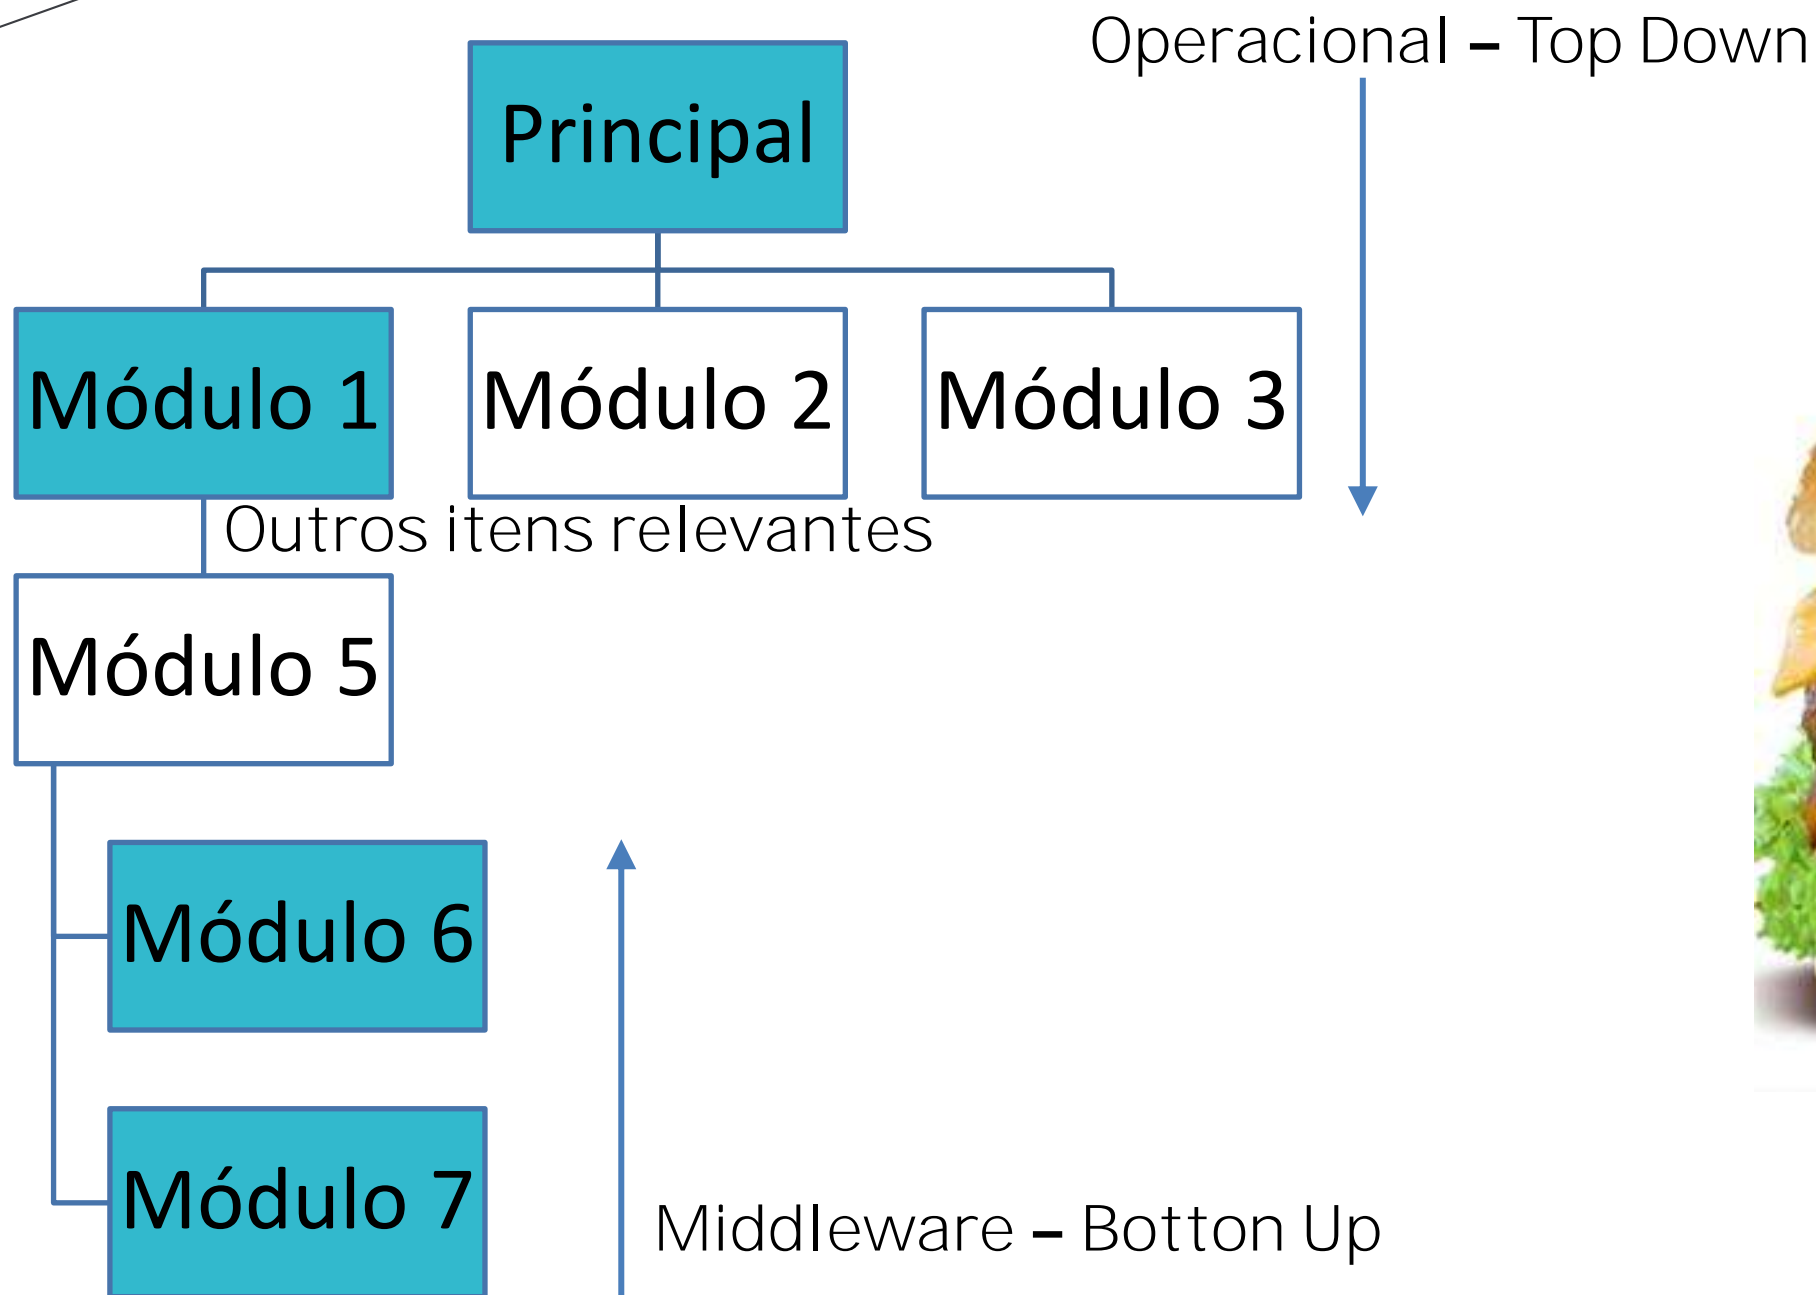 Operacional – Top Down
Principal
Módulo 1
Módulo 2
Módulo 3
Outros itens relevantes
Módulo 5
Módulo 6
Módulo 7
Middleware – Botton Up